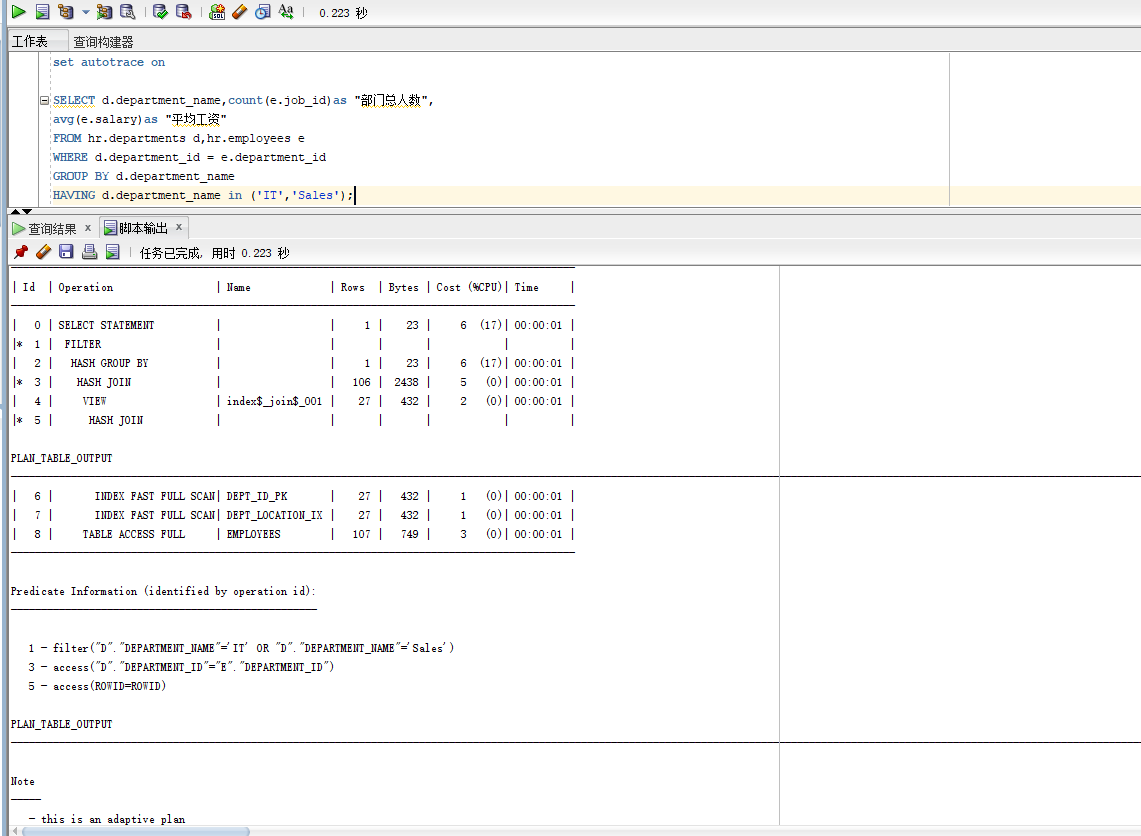 0.223 秒
工作表 查询构建器
set autotrace on
SELECT d.department_name,count(e.job_id)as "部门总人数",
avg(e.salary)as "平均工资"
FROM hr.departments d,hr.employees e
WHERE d.department_id = e.department_id
GROUP BY d.department_name
HAVING d.department_name in ('IT','Sales');
查询结果 x 脚本输出 x
任务已完成, 用时 0.223 秒
| Id | Operation | Name | Rows | Bytes | Cost (%CPU)| Time |
| 0 | SELECT STATEMENT | | 1 | 23 | 6 (17)| 00:00:01 |
|* 1 | FILTER | | | | | |
| 2 | HASH GROUP BY | | 1 | 23 | 6 (17)| 00:00:01 |
|* 3 | HASH JOIN | | 106 | 2438 | 5 (0)| 00:00:01 |
| 4 | VIEW | index$_join$_001 | 27 | 432 | 2 (0)| 00:00:01 |
|* 5 | HASH JOIN | | | | | |
PLAN_TABLE_OUTPUT
| 6 | INDEX FAST FULL SCAN| DEPT_ID_PK | 27 | 432 | 1 (0)| 00:00:01 |
| 7 | INDEX FAST FULL SCAN| DEPT_LOCATION_IX | 27 | 432 | 1 (0)| 00:00:01 |
| 8 | TABLE ACCESS FULL | EMPLOYEES | 107 | 749 | 3 (0)| 00:00:01 |
Predicate Information (identified by operation id):
1 - filter("D"."DEPARTMENT_NAME"='IT' OR "D"."DEPARTMENT_NAME"='Sales')
3 - access("D"."DEPARTMENT_ID"="E"."DEPARTMENT_ID")
5 - access(ROWID=ROWID)
PLAN_TABLE_OUTPUT
Note
-----
- this is an adaptive plan